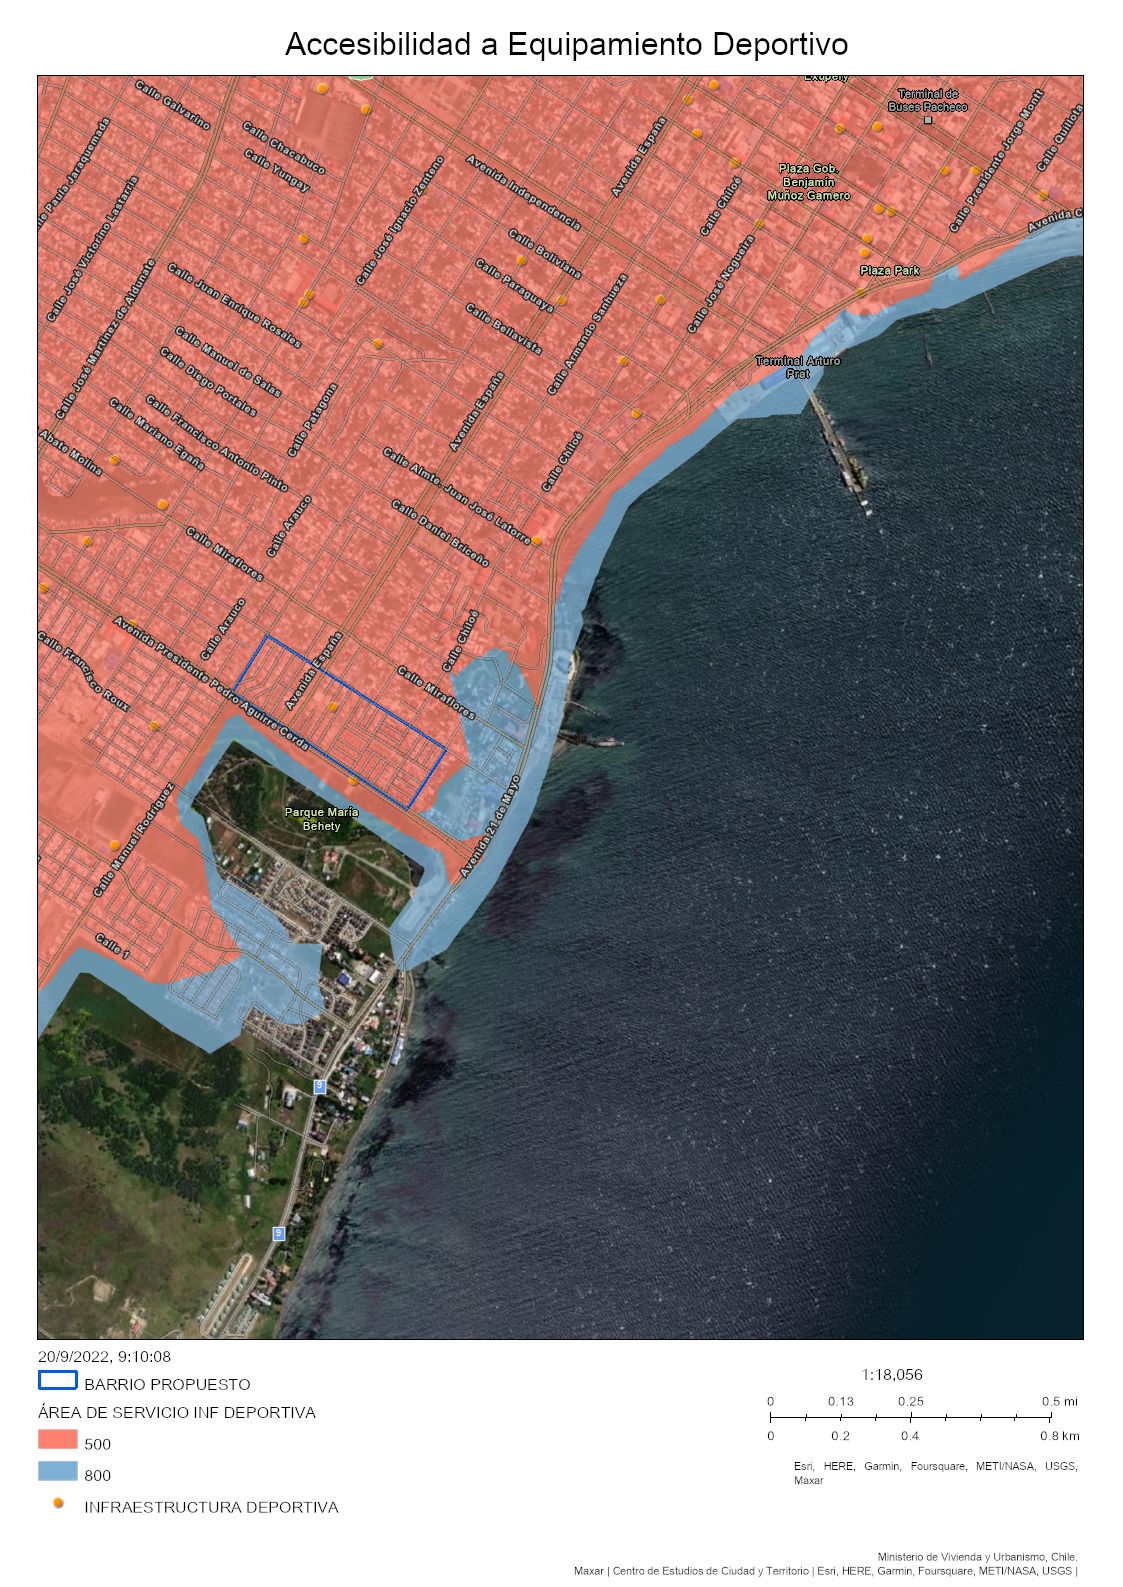 Accesibilidad a Equipamiento Deportivo
Exupery
Terminal de
Buses Pacheco
Calle Galvarino
Calle Chacabuco
Calle Yungay
Calle Presidente Jorge Montt
Calle Quillota
Avenida España
Avenida Independencia
Plaza Gob.
Benjamín
Muñoz Gamero
Calle Chiloé
Avenida C
lle Paula Jaraquemada
Calle José Victorino Lastarria
Calle José Ignacio Zenteno
Calle Boliviana
Calle José Nogueira
Plaza Park
Calle José Martínez de Aldunate
Calle Juan Enrique Rosales
Calle Paraguaya
Calle Bellavista
Calle Armando Sanhueza
Calle Manuel de Salas
Calle Diego Portales
Terminal Arturo
Prat
Calle Patagona
Avenida España
Calle Francisco Antonio Pinto
Calle Mariano Egaña
Abate Molina
Calle Chiloé
Calle Almte. Juan José Latorre
Calle Daniel Briceño
Calle Arauco
Calle Miraflores
Calle Arauco
Calle Chiloé
Avenida España
Avenida Presidente Pedro Aguirre Cerda
Calle Francisco Roux
Calle Miraflores
Avenida 21 de Mayo
Parque María
Behety
Calle Manuel Rodríguez
Calle 1
9
9
20/9/2022, 9:10:08
BARRIO PROPUESTO
ÁREA DE SERVICIO INF DEPORTIVA
500
800
INFRAESTRUCTURA DEPORTIVA
1:18,056
0 0.13 0.25 0.5 mi
0 0.2 0.4 0.8 km
Esri, HERE, Garmin, Foursquare, METI/NASA, USGS,
Maxar
Ministerio de Vivienda y Urbanismo, Chile.
Maxar | Centro de Estudios de Ciudad y Territorio | Esri, HERE, Garmin, Foursquare, METI/NASA, USGS |